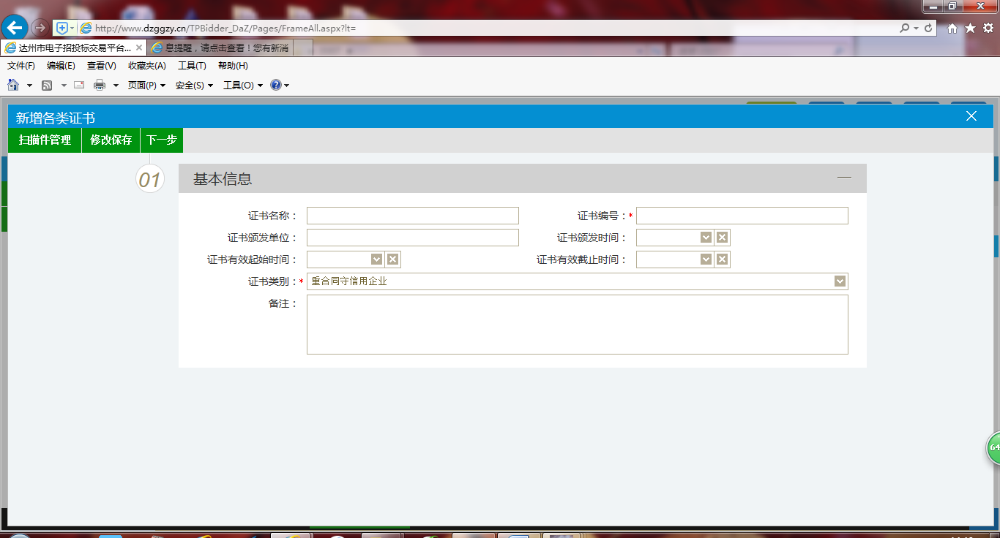 http://www.dzggzy.cn/TPBidder_DaZ/Pages/FrameAll.aspx?lt=
达州市电子招投标交易平台... 息提醒，请点击查看！您有新消
文件(F) 编辑(E) 查看(V) 收藏夹(A) 工具(T) 帮助(H)
页面(P) 安全(S) 工具(O)
新增各类证书
扫描件管理 修改保存 下一步
01 基本信息
证书名称： 证书编号：*
证书颁发单位： 证书颁发时间：
证书有效起始时间： 证书有效截止时间：
证书类别：* 重合同守信用企业
备注：
64